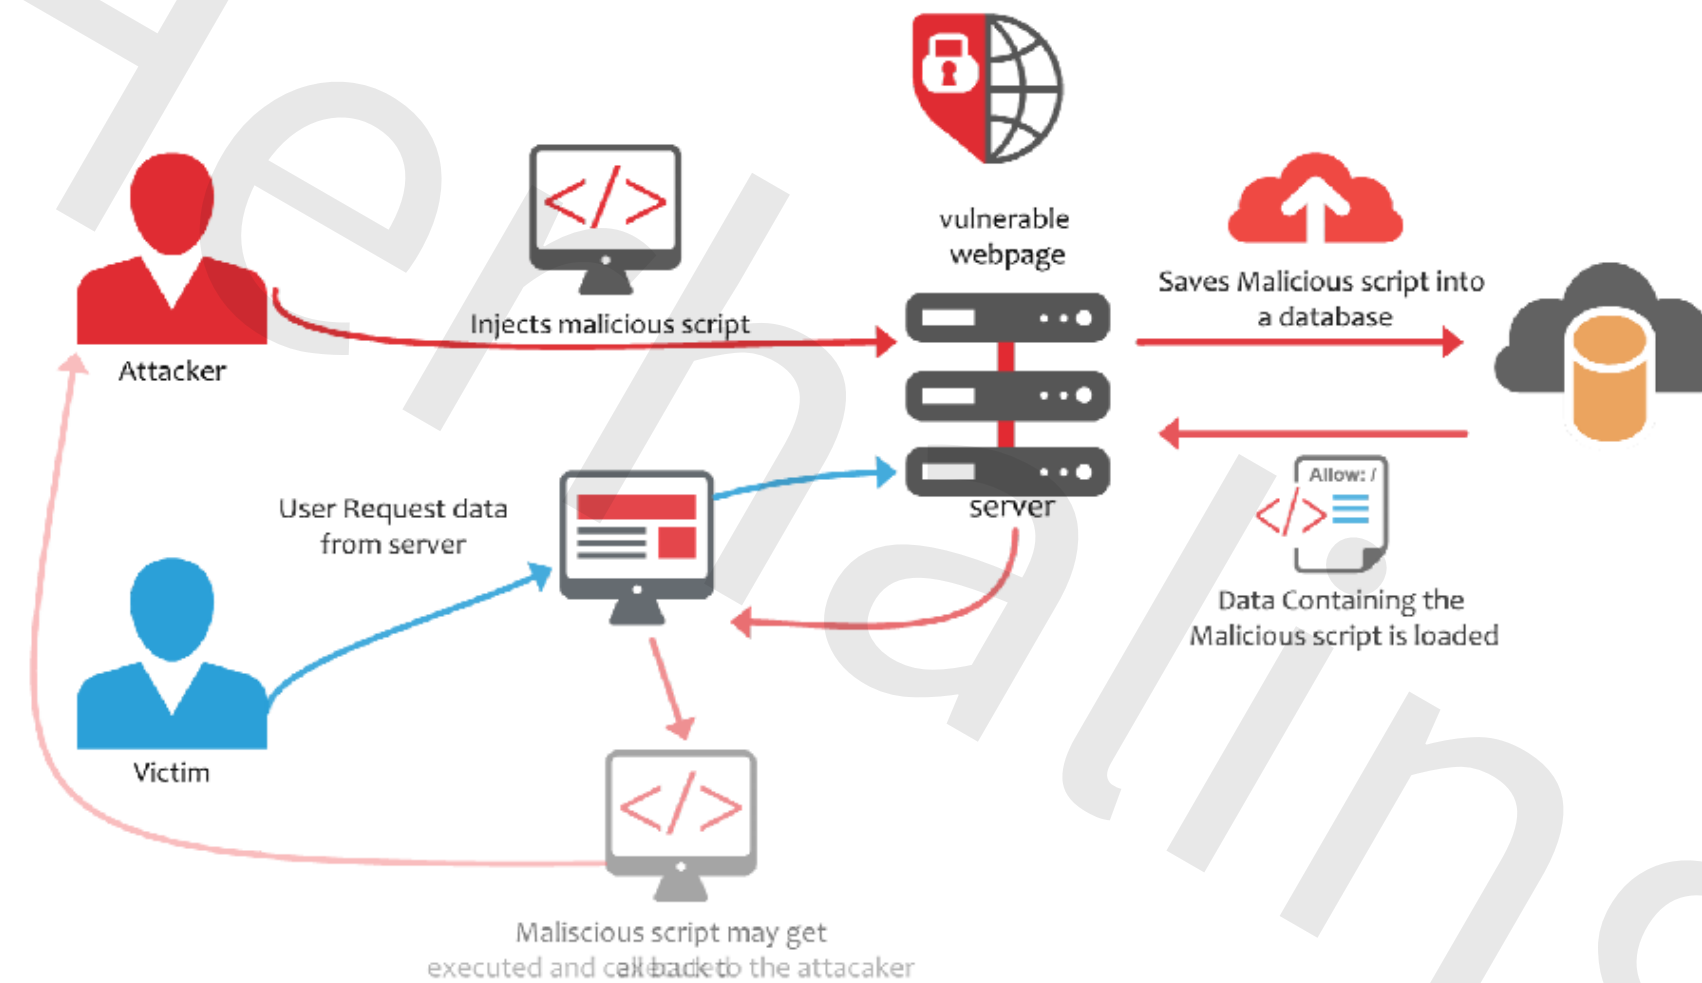 vulnerable
webpage
Saves Malicious script into
a database
Injects malicious script
Attacker
Allow: /
server
User Request data
from server
Data Containing the
Malicious script is loaded
Victim
Maliscious script may get
executed and to the attacaker